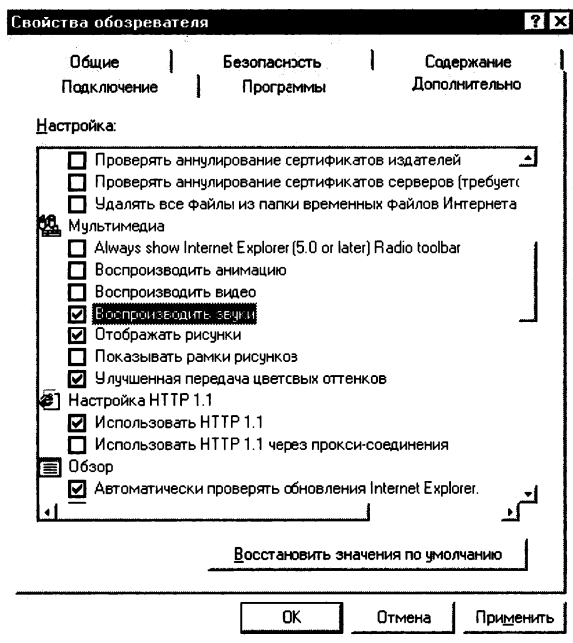 Свойства обозревателя
Общие Безопасность Содержание
Подключение Программы Дополнительно
Настройка:
Проверять аннулирование сертификатов издателей
Проверять аннулирование сертификатов серверов (требуетс
Удалять все файлы из папки временных файлов Интернета
Мультимедиа
Always show Internet Explorer (5.0 or later) Radio toolbar
Воспроизводить анимацию
Воспроизводить видео
Воспроизводить звуки
Отображать рисунки
Показывать рамки рисунков
Улучшенная передача цветовых оттенков
Настройка HTTP 1.1
Использовать HTTP 1.1
Использовать HTTP 1.1 через прокси-соединения
Обзор
Автоматически проверять обновления Internet Explorer.
Восстановить значения по умолчанию
OK Отмена Применить